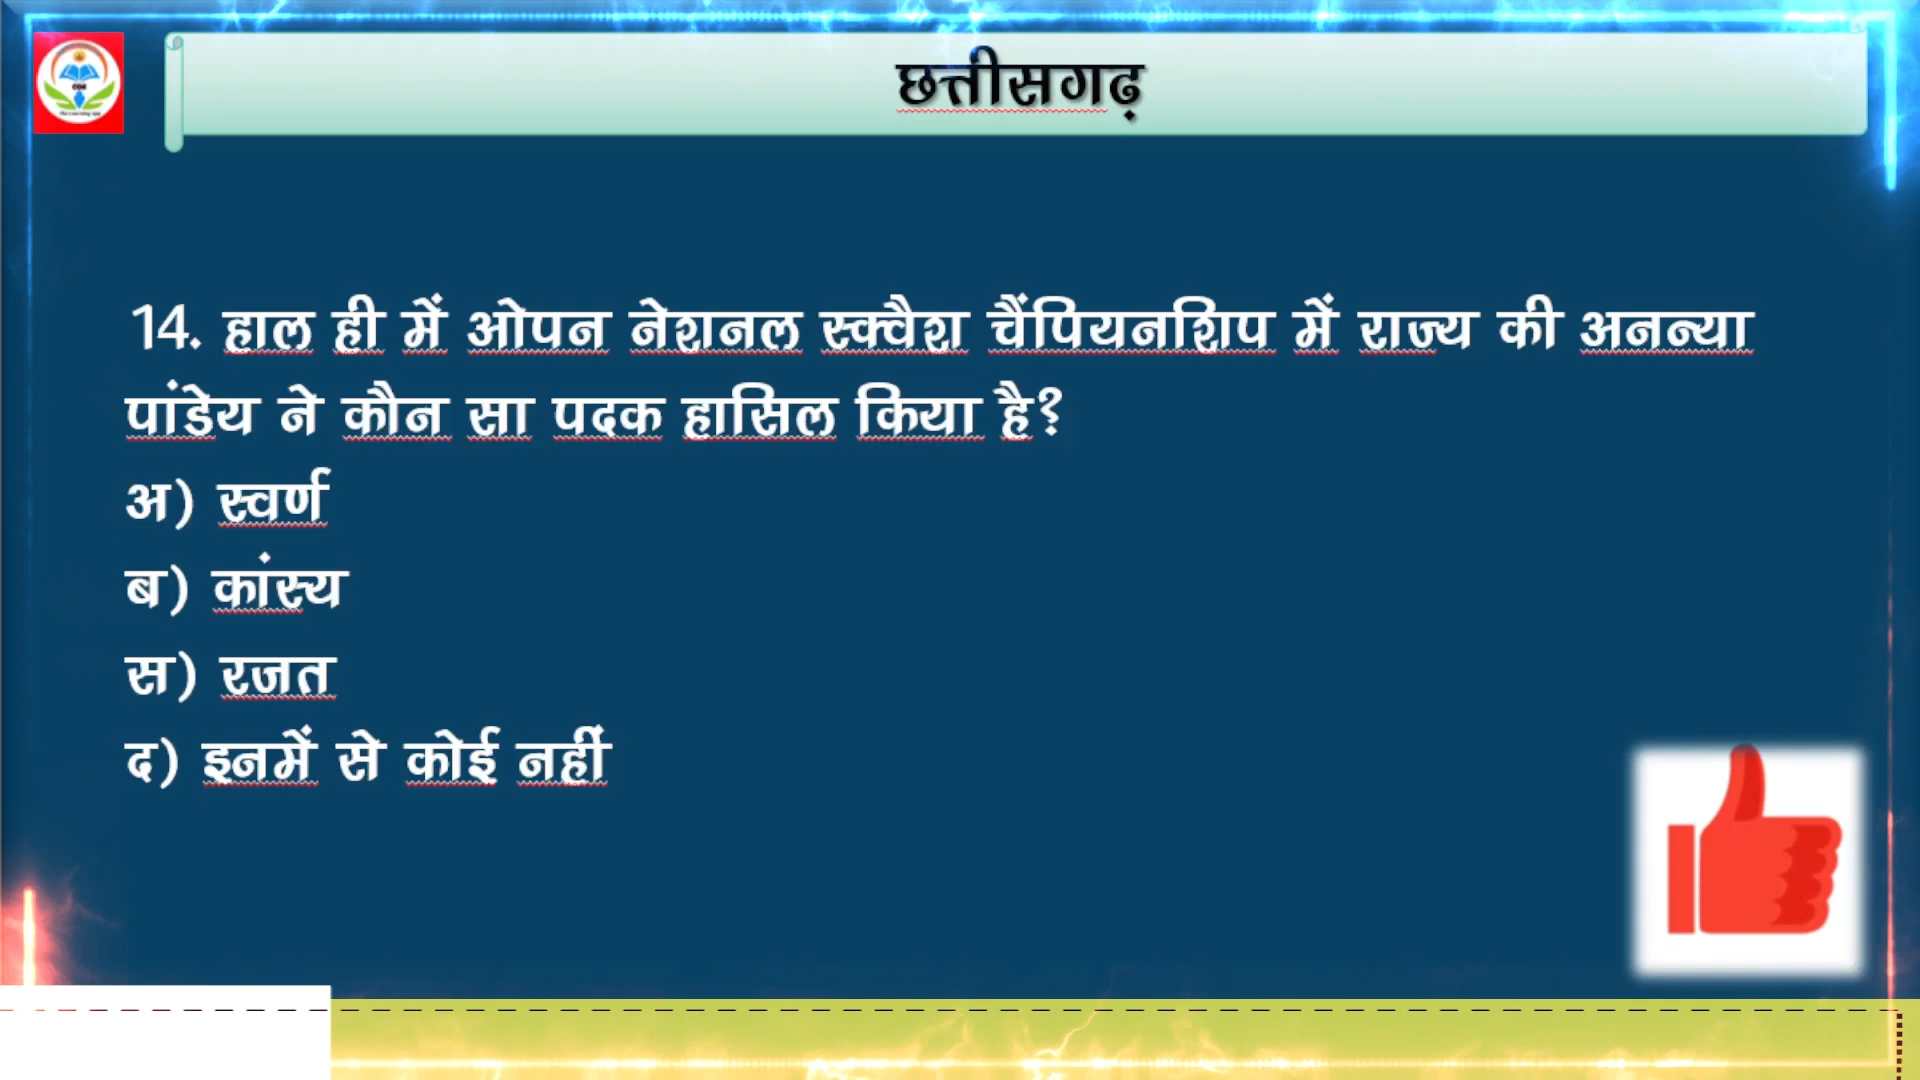 छत्तीसगढ़
14. हाल ही में ओपन नेशनल स्क्वैश चैंपियनशिप में राज्य की अनन्या
पांडेय ने कौन सा पदक हासिल किया है?
अ) स्वर्ण
ब) कांस्य
स) रजत
द) इनमें से कोई नहीं